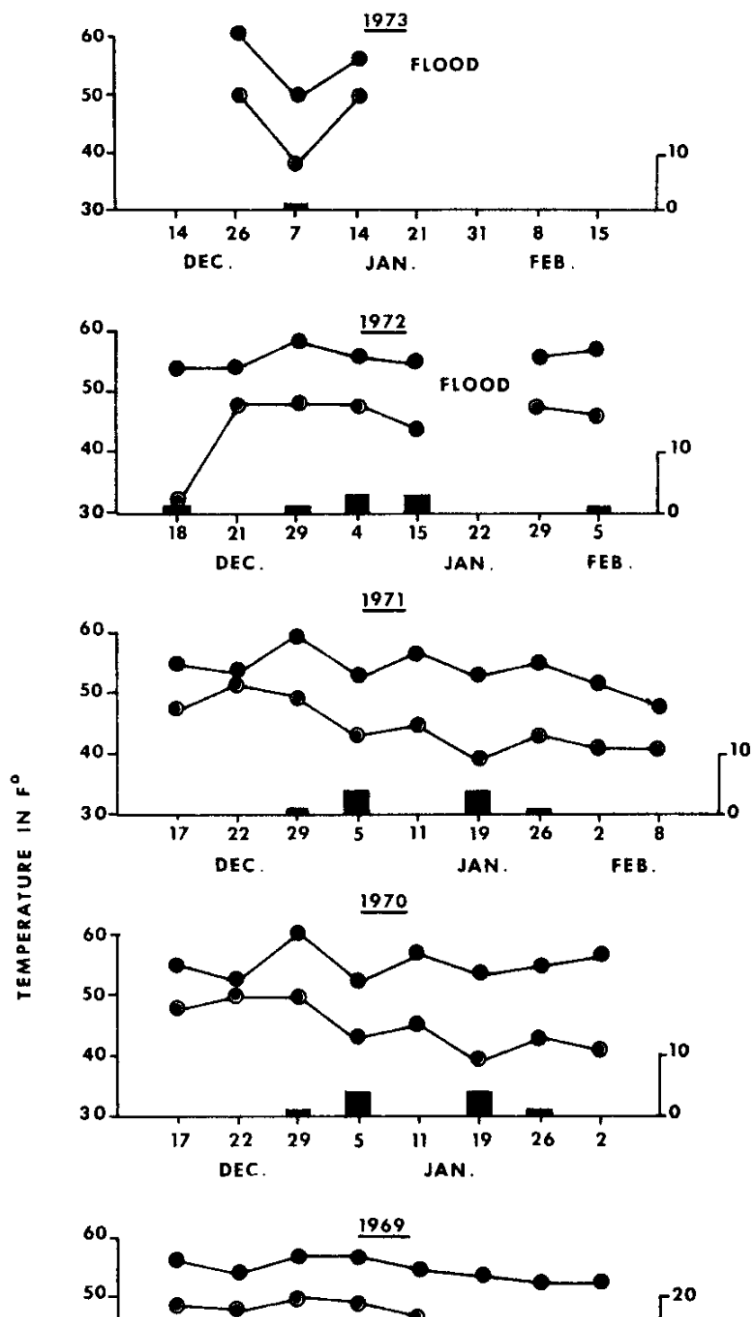 1973
60
FLOOD
50
40
10
30
0
14 26 7 14 21 31 8 15
DEC. JAN. FEB.
1972
60
50
FLOOD
40
10
30
0
18 21 29 4 15 22 29 5
DEC. JAN. FEB.
1971
60
50
40
10
30
0
17 22 29 5 11 19 26 2 8
DEC. JAN. FEB.
TEMPERATURE IN F°
1970
60
50
40
10
30
0
17 22 29 5 11 19 26 2
DEC. JAN.
1969
60
50
20